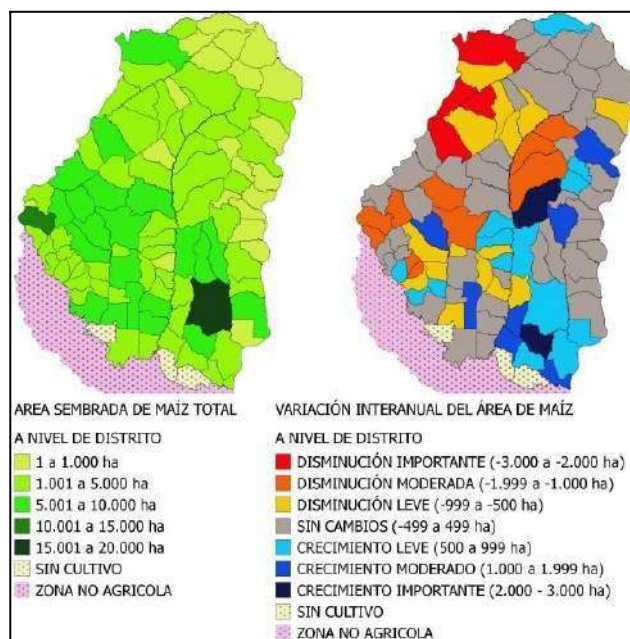 AREA SEMBRADA DE MAÍZ TOTAL
A NIVEL DE DISTRITO
1 a 1.000 ha
1.001 a 5.000 ha
5.001 a 10.000 ha
10.001 a 15.000 ha
15.001 a 20.000 ha
SIN CULTIVO
ZONA NO AGRICOLA
VARIACIÓN INTERANUAL DEL ÁREA DE MAÍZ
A NIVEL DE DISTRITO
DISMINUCIÓN IMPORTANTE (-3.000 a -2.000 ha)
DISMINUCIÓN MODERADA (-1.999 a -1.000 ha)
DISMINUCIÓN LEVE (-999 a -500 ha)
SIN CAMBIOS (-499 a 499 ha)
CRECIMIENTO LEVE (500 a 999 ha)
CRECIMIENTO MODERADO (1.000 a 1.999 ha)
CRECIMIENTO IMPORTANTE (2.000 - 3.000 ha)
SIN CULTIVO
ZONA NO AGRICOLA